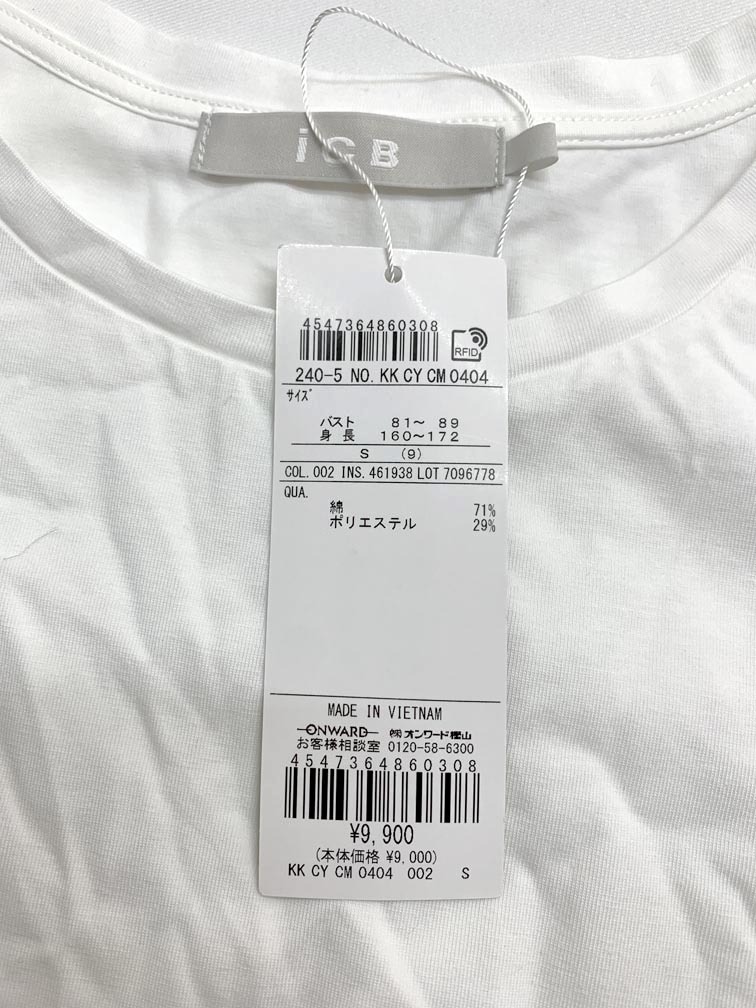 iCB
4547364860308
RFID
240-5 NO. KK CY CM 0404
サイズ
バスト 81〜 89
身長 160〜172
S (9)
COL. 002 INS. 461938 LOT 7096778
QUA.
綿 71%
ポリエステル 29%
MADE IN VIETNAM
ONWARD ㈱オンワード樫山
お客様相談室 0120-58-6300
4547364860308
¥9,900
(本体価格 ¥9,000)
KK CY CM 0404 002 S